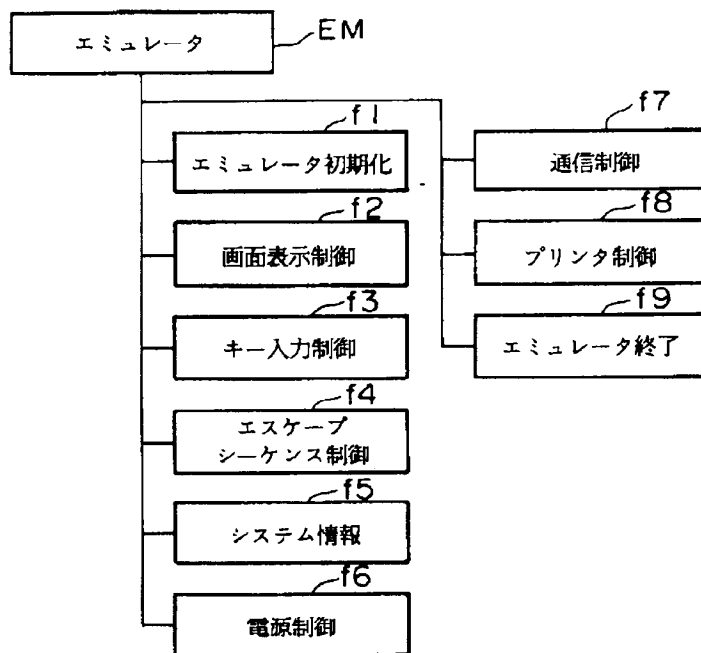 エミュレータ
EM
f1
エミュレータ初期化
f2
画面表示制御
f3
キー入力制御
f4
エスケープ
シーケンス制御
f5
システム情報
f6
電源制御
f7
通信制御
f8
プリンタ制御
f9
エミュレータ終了